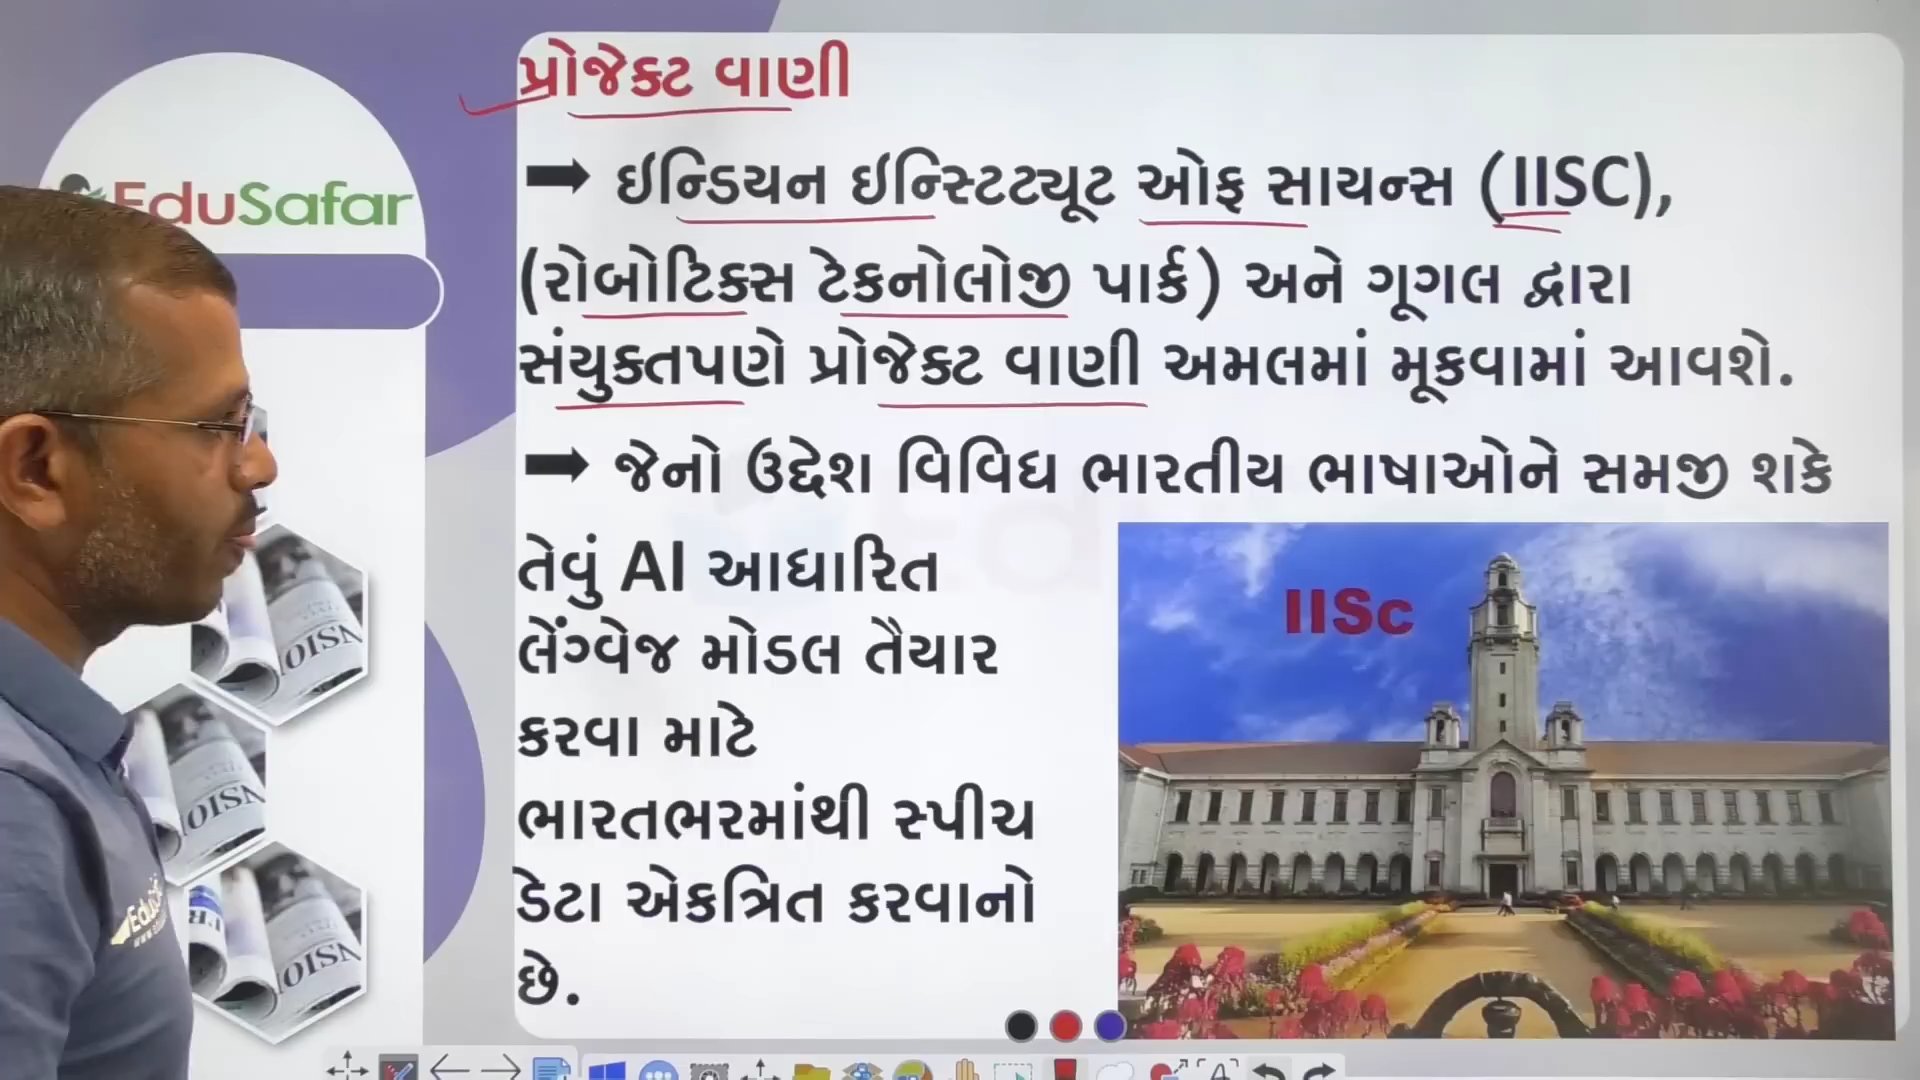 EduSafar
પ્રોજેક્ટ વાણી
➡ ઈન્ડિયન ઈન્સ્ટિટ્યૂટ ઓફ સાયન્સ (IISC),
(રોબોટિક્સ ટેકનોલોજી પાર્ક) અને ગૂગલ દ્વારા
સંયુક્તપણે પ્રોજેક્ટ વાણી અમલમાં મૂકવામાં આવશે.
➡ જેનો ઉદ્દેશ વિવિધ ભારતીય ભાષાઓને સમજી શકે
તેવું AI આધારિત
લેંગ્વેજ મોડલ તૈયાર
કરવા માટે
ભારતભરમાંથી સ્પીચ
ડેટા એકત્રિત કરવાનો
છે.
IISc